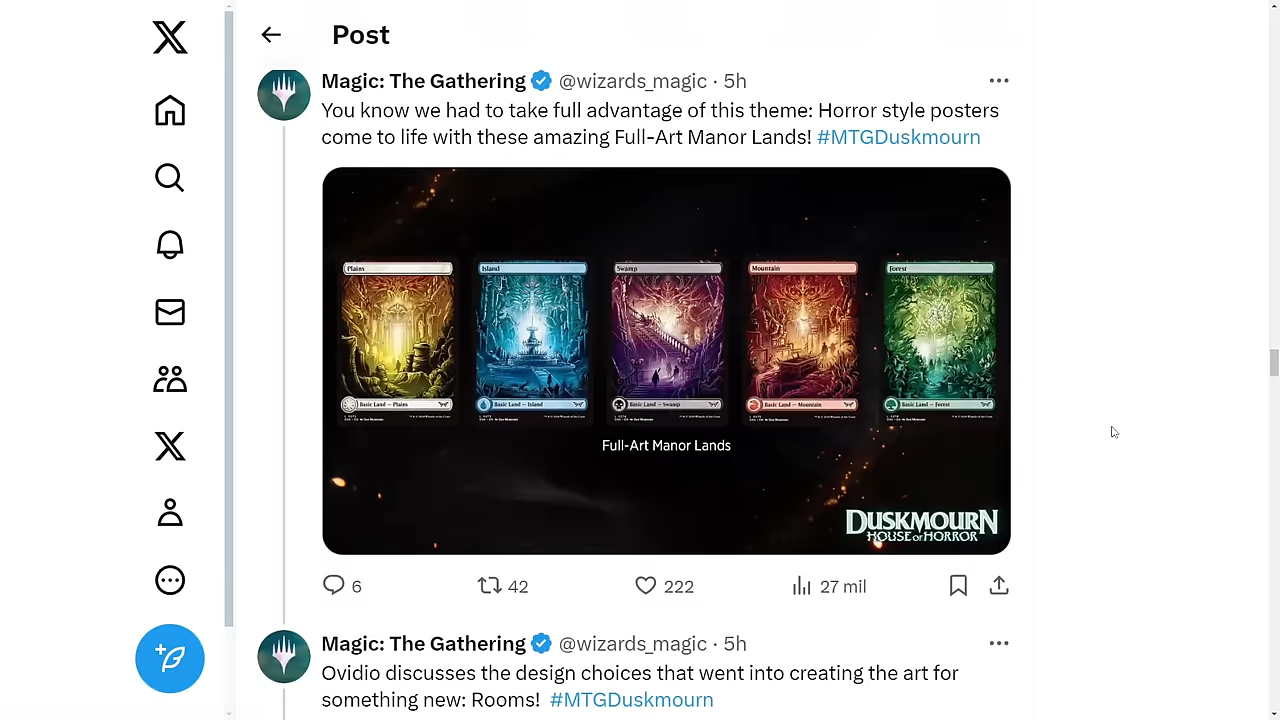 Post
Magic: The Gathering @wizards_magic · 5h
You know we had to take full advantage of this theme: Horror style posters
come to life with these amazing Full-Art Manor Lands! #MTGDuskmourn
Plains Island Swamp Mountain Forest
Basic Land — Plains Basic Land — Island Basic Land — Swamp Basic Land — Mountain Basic Land — Forest
Full-Art Manor Lands
DUSKMOURN
HOUSE OF HORROR
6 42 222 27 mil
Magic: The Gathering @wizards_magic · 5h
Ovidio discusses the design choices that went into creating the art for
something new: Rooms! #MTGDuskmourn